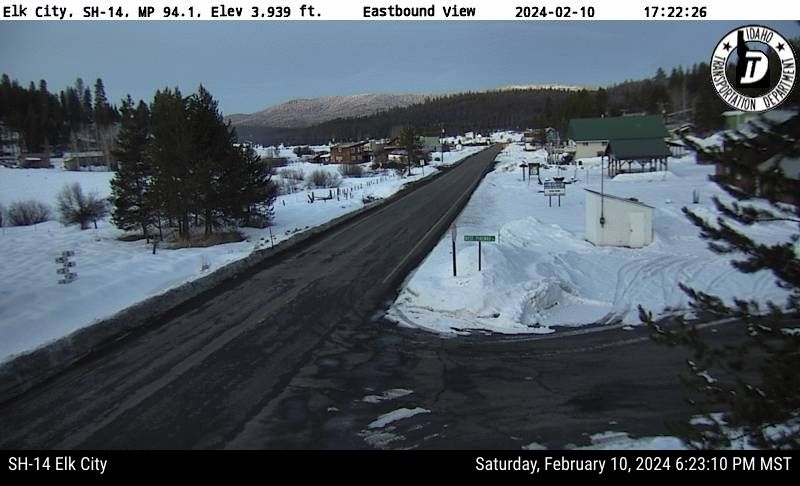 Elk City, SH-14, MP 94.1, Elev 3,939 ft. Eastbound View 2024-02-10 17:22:26
IDAHO
TRANSPORTATION DEPARTMENT
SH-14 Elk City Saturday, February 10, 2024 6:23:10 PM MST